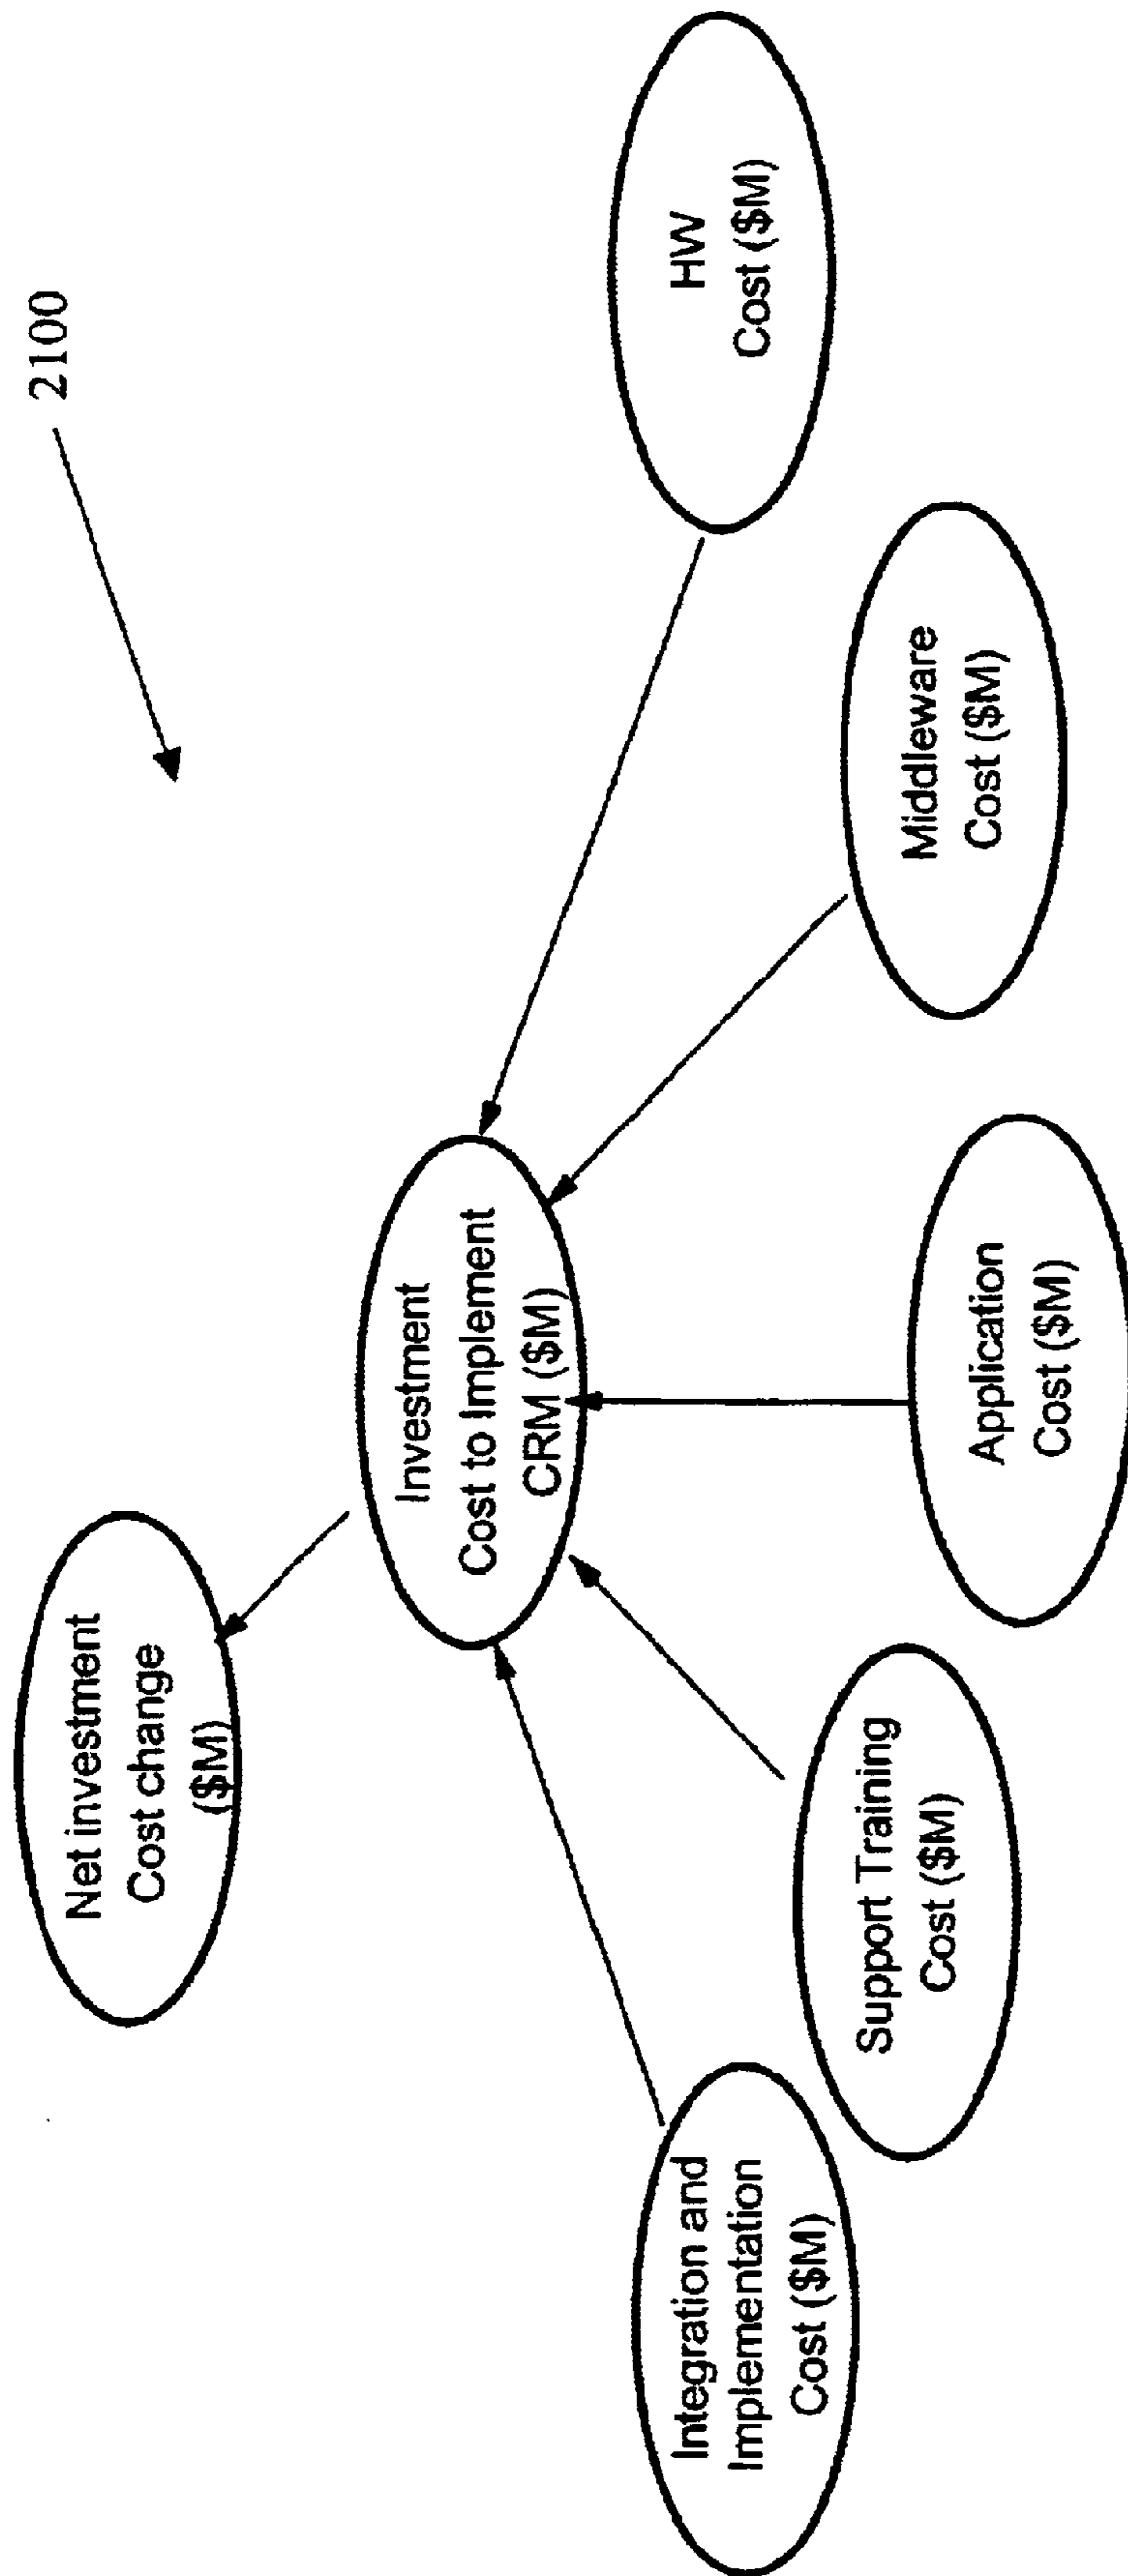 2100
Net investment
Cost change
($M)
Investment
Cost to Implement
CRM ($M)
Integration and
Implementation
Cost ($M)
Support Training
Cost ($M)
Application
Cost ($M)
Middleware
Cost ($M)
HW
Cost ($M)